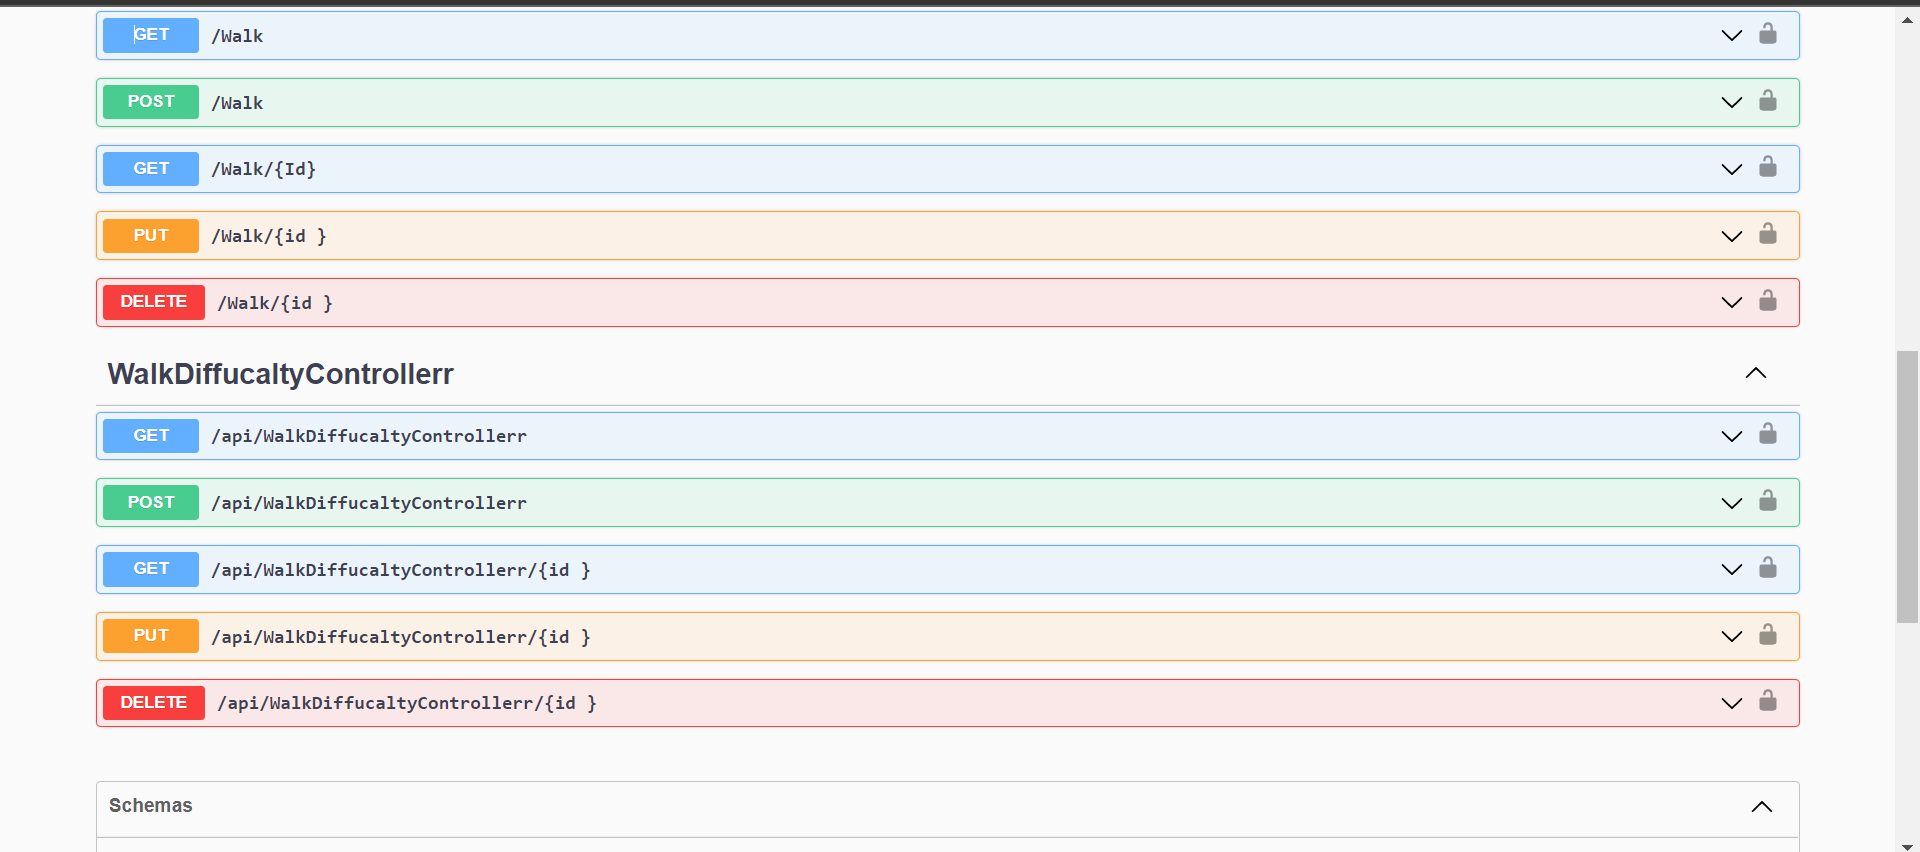 GET /Walk
POST /Walk
GET /Walk/{Id}
PUT /Walk/{id }
DELETE /Walk/{id }
WalkDiffucaltyControllerr
GET /api/WalkDiffucaltyControllerr
POST /api/WalkDiffucaltyControllerr
GET /api/WalkDiffucaltyControllerr/{id }
PUT /api/WalkDiffucaltyControllerr/{id }
DELETE /api/WalkDiffucaltyControllerr/{id }
Schemas